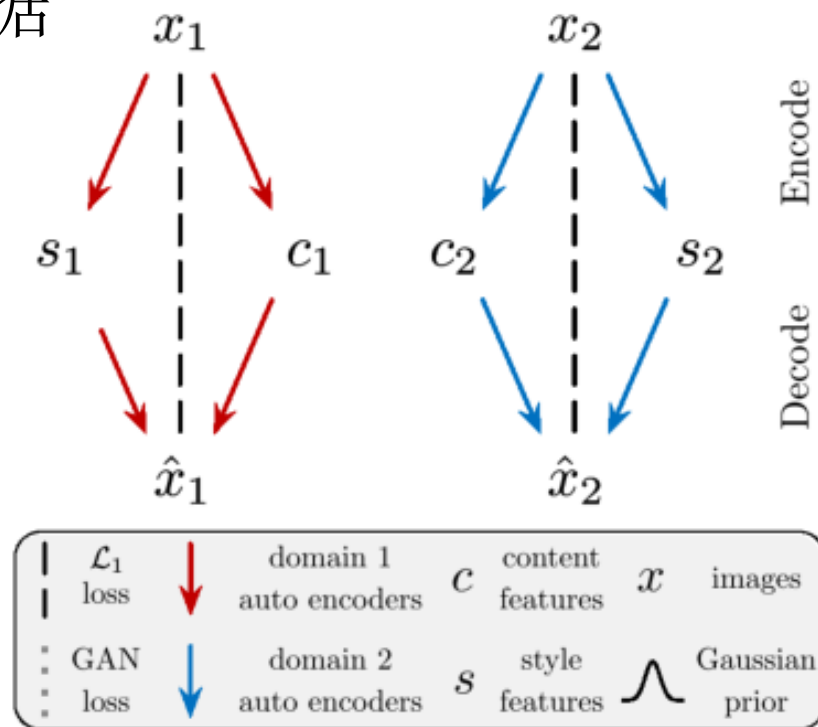 居
x₁ x₂
Encode
s₁ c₁ c₂ s₂
Decode
x̂₁ x̂₂
ℒ₁ loss
domain 1 auto encoders
c content features
x images
GAN loss
domain 2 auto encoders
s style features
Gaussian prior